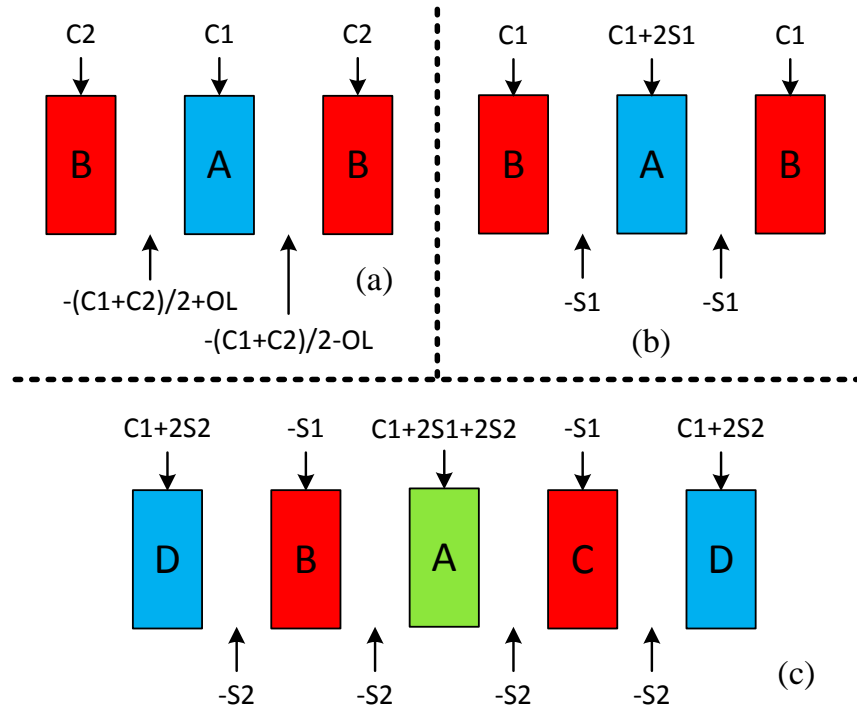 C2 C1 C2
B A B
-(C1+C2)/2+OL
-(C1+C2)/2-OL
(a)
C1 C1+2S1 C1
B A B
-S1 -S1
(b)
C1+2S2 -S1 C1+2S1+2S2 -S1 C1+2S2
D B A C D
-S2 -S2 -S2 -S2
(c)